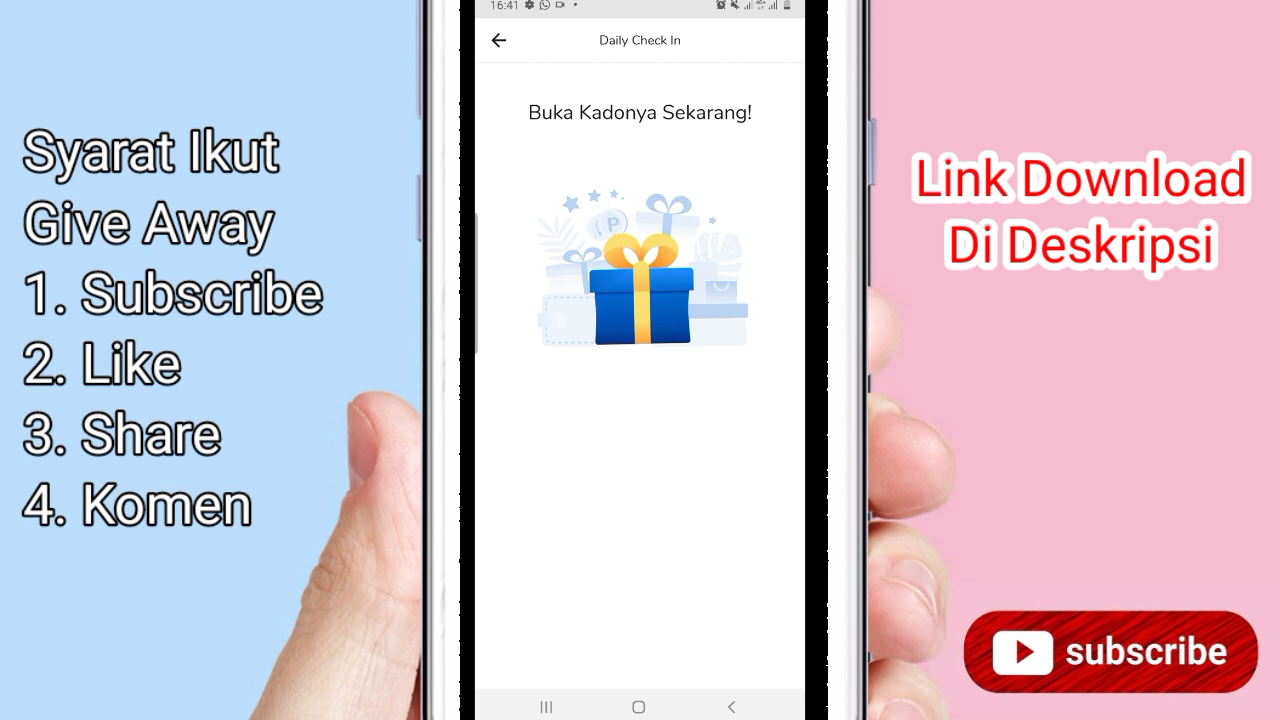 Syarat Ikut
Give Away
1. Subscribe
2. Like
3. Share
4. Komen
16:41
Daily Check In
Buka Kadonya Sekarang!
P
Link Download
Di Deskripsi
subscribe